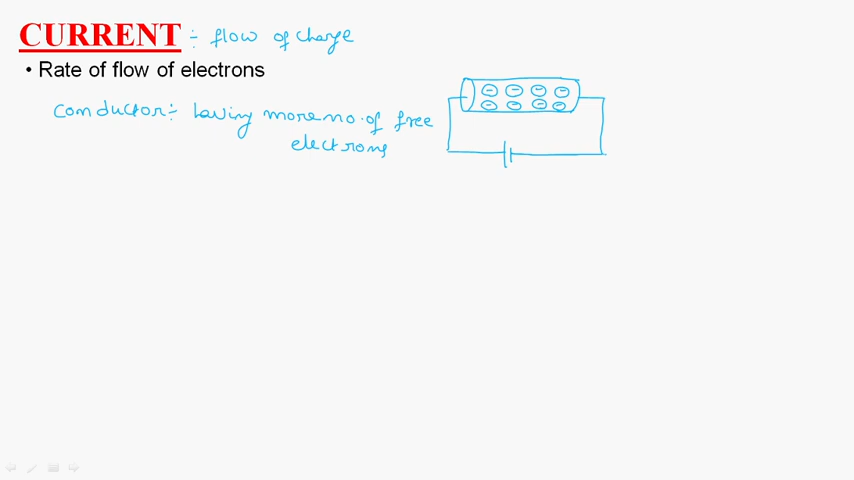 CURRENT :- flow of charge
• Rate of flow of electrons
Conductor :- having more no. of free
electrons